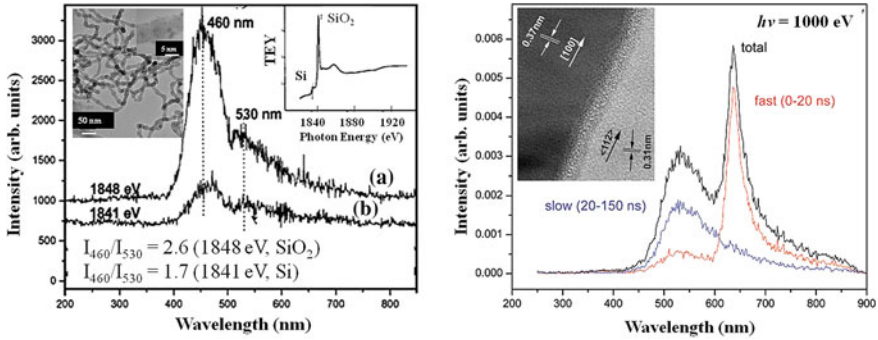 Intensity (arb. units)
3000
2500
2000
1500
1000
500
0
200 300 400 500 600 700 800
Wavelength (nm)
460 nm
530 nm
5 nm
50 nm
TEY
SiO₂
Si
1840 1880 1920
Photon Energy (eV)
(a)
(b)
1848 eV
1841 eV
I₄₆₀/I₅₃₀ = 2.6 (1848 eV, SiO₂)
I₄₆₀/I₅₃₀ = 1.7 (1841 eV, Si)
Intensity (arb. units)
0.006
0.005
0.004
0.003
0.002
0.001
0.000
200 300 400 500 600 700 800 900
Wavelength (nm)
0.37nm
[100]
<112>
0.31nm
hν = 1000 eV
total
fast (0-20 ns)
slow (20-150 ns)